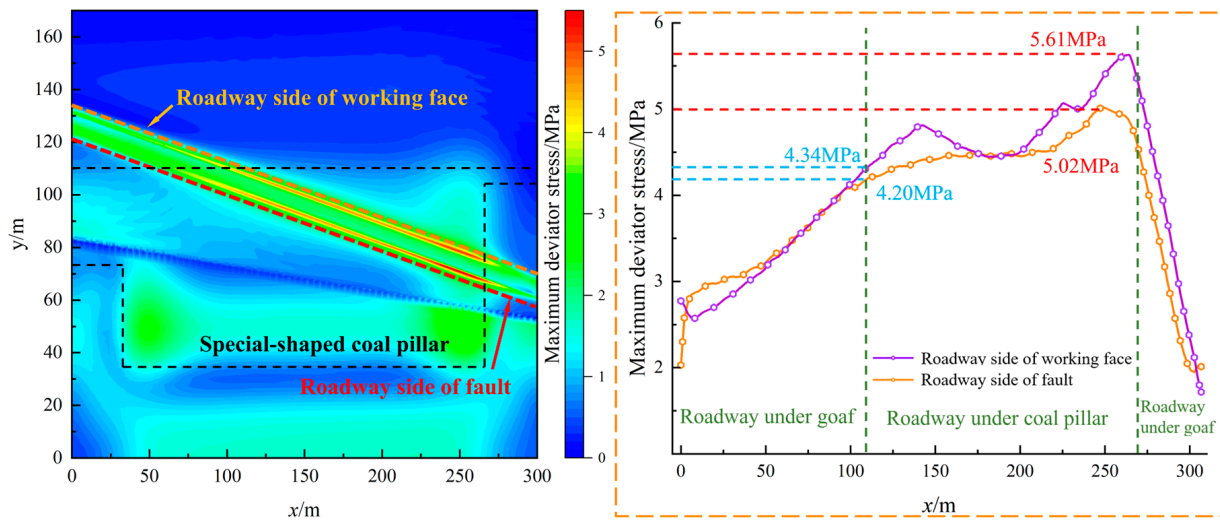 160
140
120
100
80
60
40
20
0
y/m
0
50
100
150
200
250
300
x/m
Roadway side of working face
Special-shaped coal pillar
Roadway side of fault
Maximum deviator stress/MPa
5
4
3
2
1
0
6
5
4
3
2
Maximum deviator stress/MPa
5.61MPa
4.34MPa
5.02MPa
4.20MPa
Roadway side of working face
Roadway side of fault
Roadway under goaf
Roadway under coal pillar
Roadway
under goaf
0
50
100
150
200
250
300
x/m